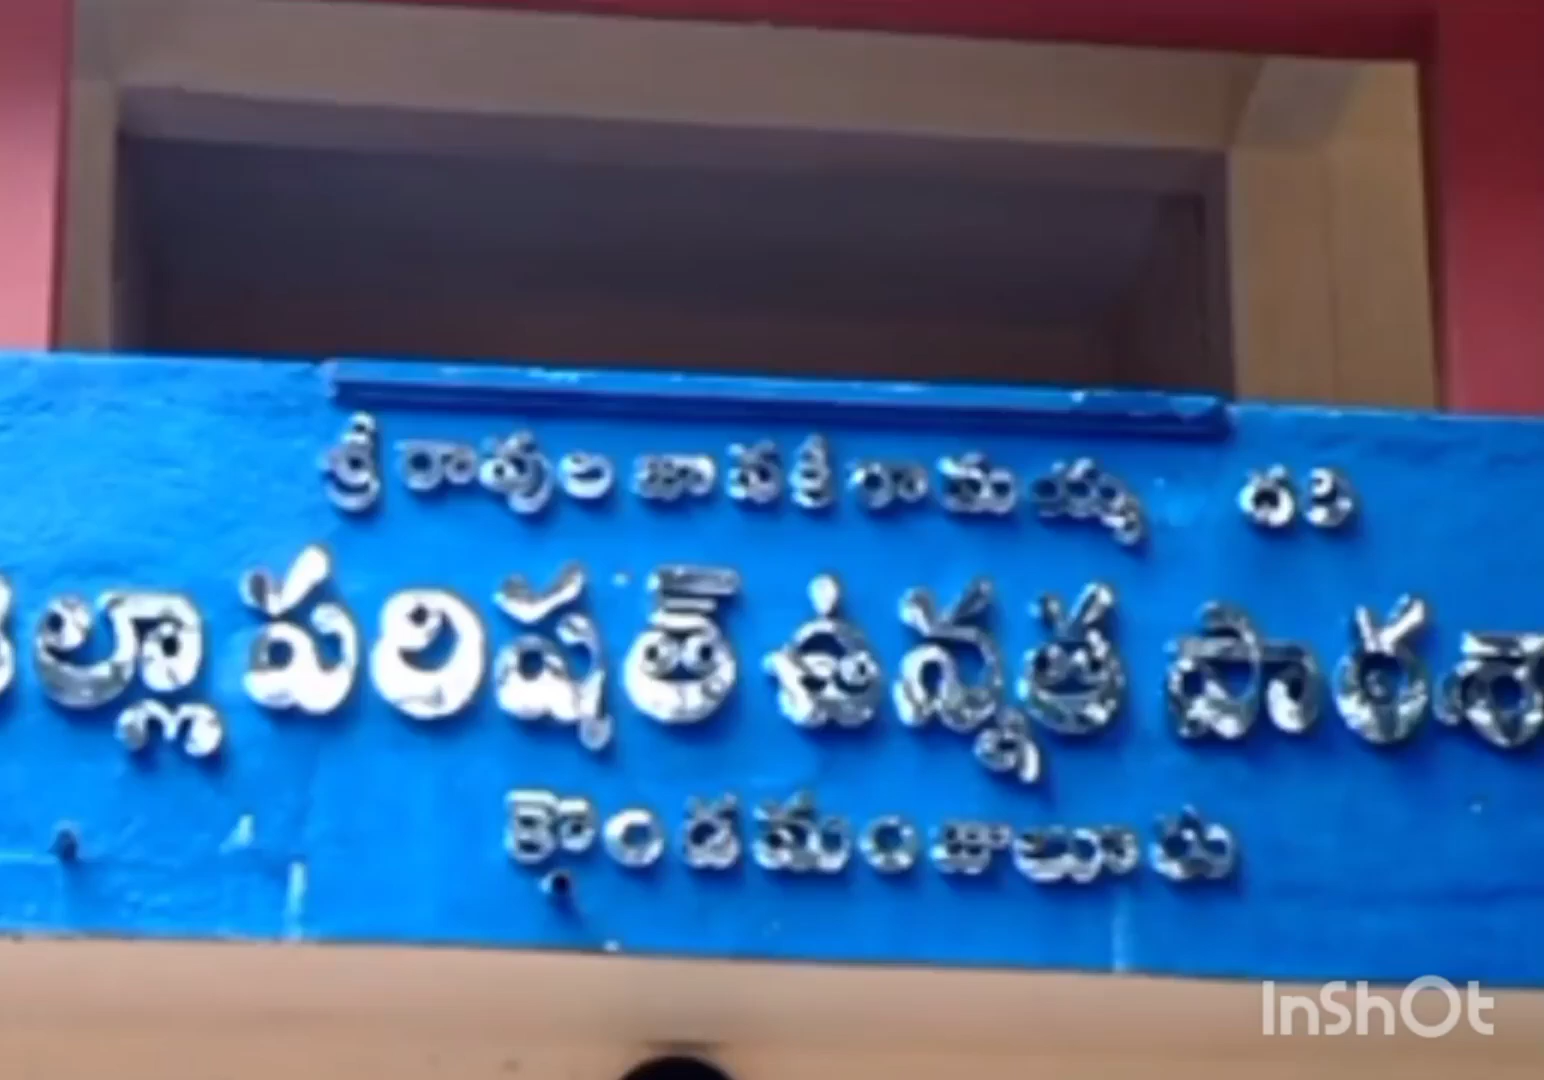 శ్రీ రావుల జానకీ రామయ్య
జిల్లా పరిషత్ ఉన్నత పాఠశా
కొండమంజులూరు
InShOt